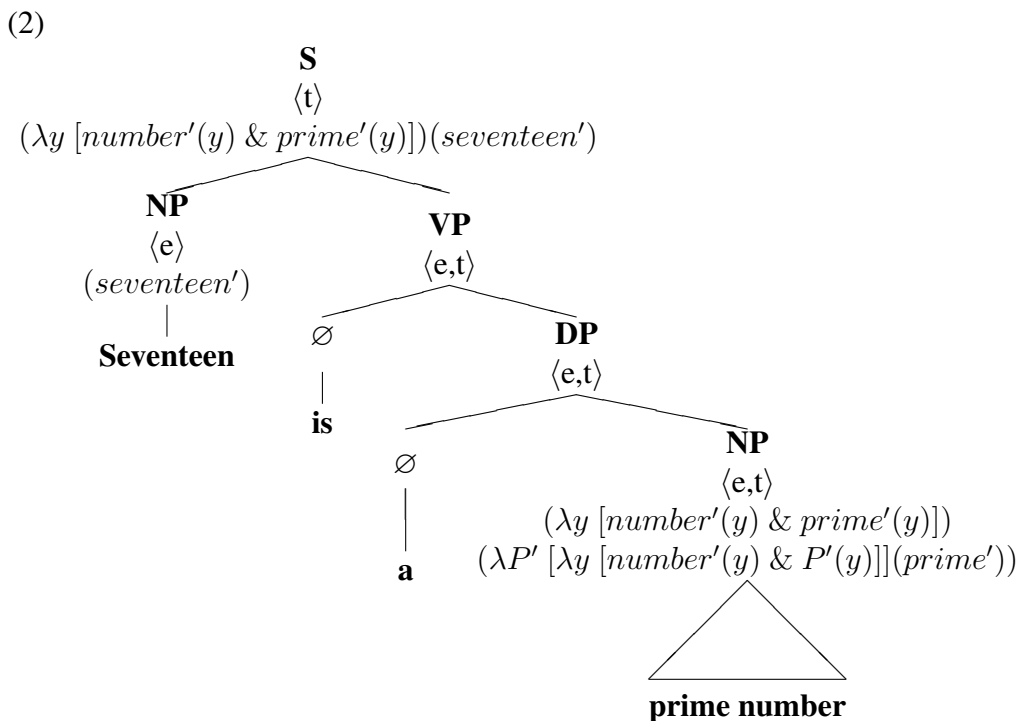 (2)
S
⟨t⟩
(λy [number′(y) & prime′(y)])(seventeen′)
NP
VP
⟨e⟩
⟨e,t⟩
(seventeen′)
∅
DP
Seventeen
⟨e,t⟩
is
NP
∅
⟨e,t⟩
(λy [number′(y) & prime′(y)])
(λP′ [λy [number′(y) & P′(y)]](prime′))
a
prime number